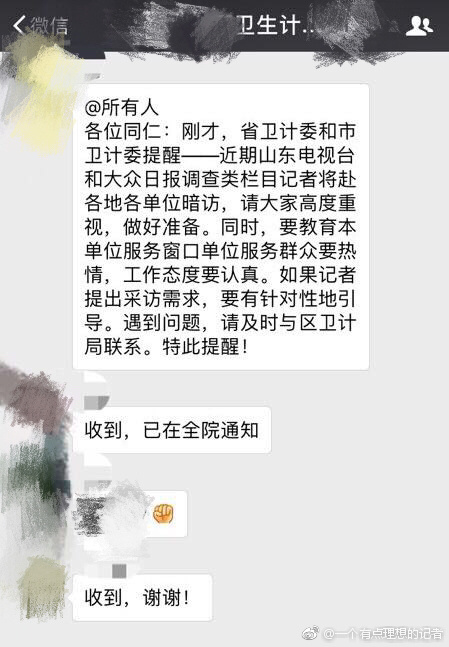 微信
卫生计...
@所有人
各位同仁：刚才，省卫计委和市
卫计委提醒——近期山东电视台
和大众日报调查类栏目记者将赴
各地各单位暗访，请大家高度重
视，做好准备。同时，要教育本
单位服务窗口单位服务群众要热
情，工作态度要认真。如果记者
提出采访需求，要有针对性地引
导。遇到问题，请及时与区卫计
局联系。特此提醒！
收到，已在全院通知
收到，谢谢！
@一个有点理想的记者